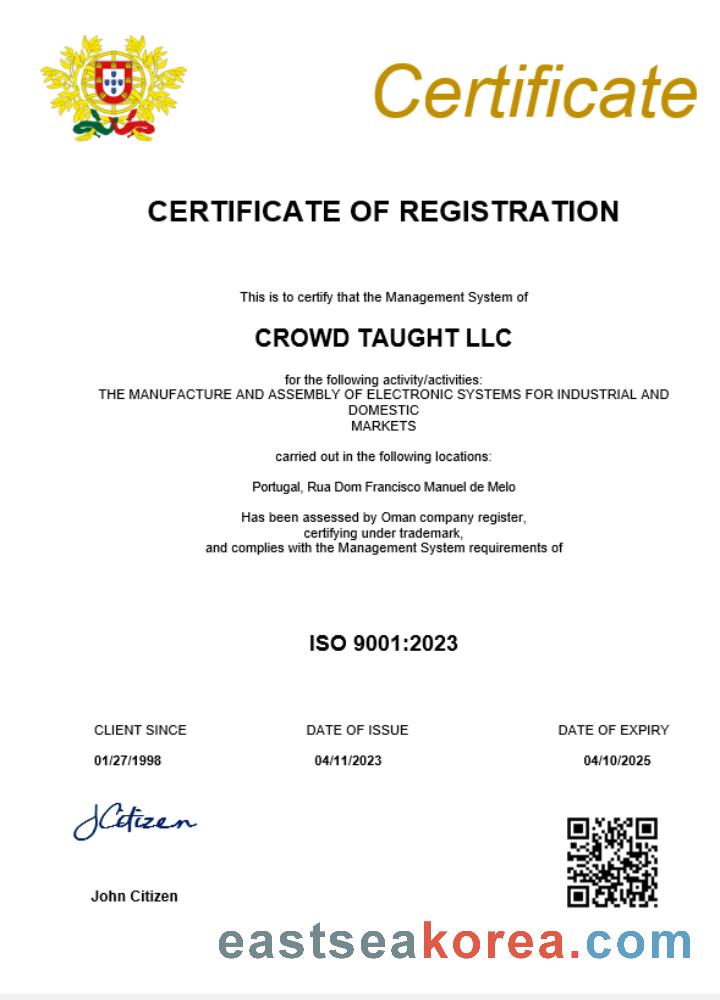 Certificate
CERTIFICATE OF REGISTRATION
This is to certify that the Management System of
CROWD TAUGHT LLC
for the following activity/activities:
THE MANUFACTURE AND ASSEMBLY OF ELECTRONIC SYSTEMS FOR INDUSTRIAL AND
DOMESTIC
MARKETS
carried out in the following locations:
Portugal, Rua Dom Francisco Manuel de Melo
Has been assessed by Oman company register,
certifying under trademark,
and complies with the Management System requirements of
ISO 9001:2023
CLIENT SINCE DATE OF ISSUE DATE OF EXPIRY
01/27/1998 04/11/2023 04/10/2025
JCitizen
John Citizen
eastseakorea.com